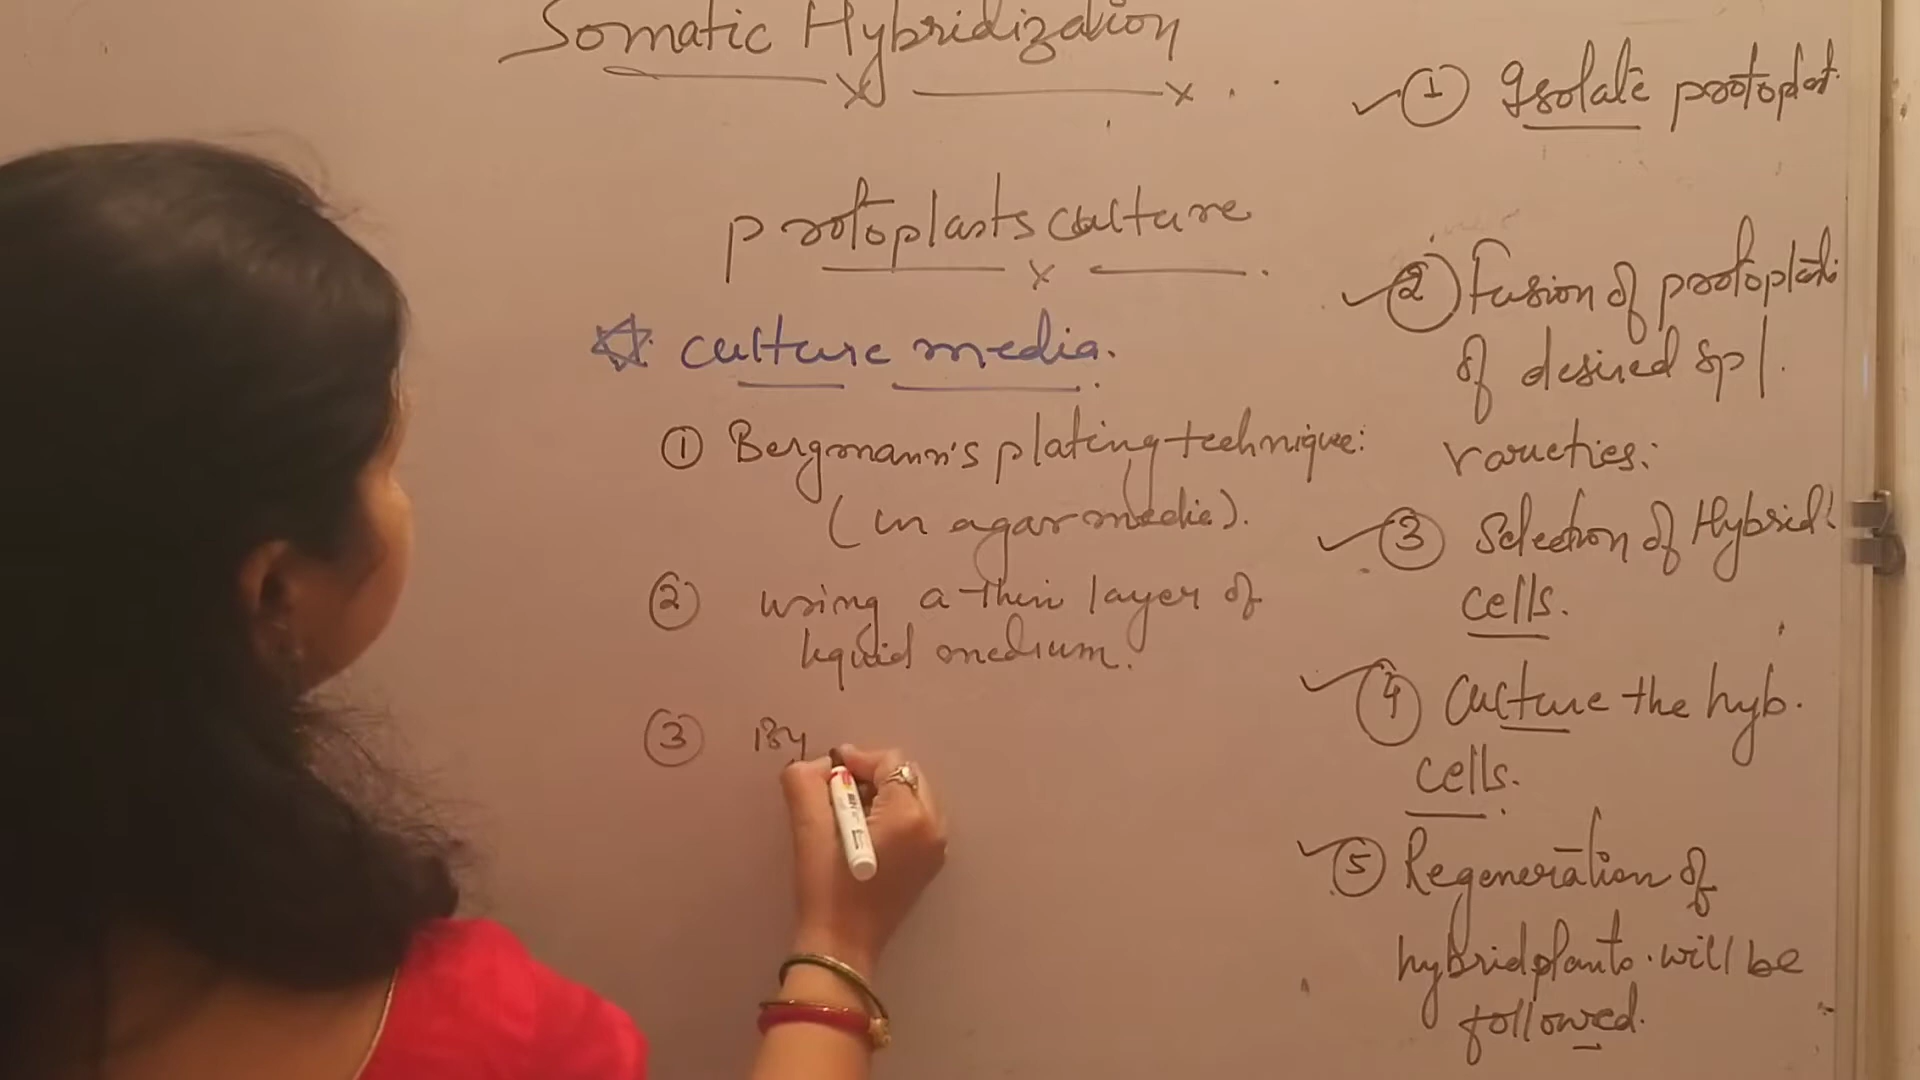 Somatic Hybridization
protoplasts culture
culture media.
① Bergmann's plating technique:
(in agar media).
② using a thin layer of
liquid medium.
③ By
① Isolate protoplat.
② Fusion of protoplasts
of desired sp/.
varieties:
③ Selection of Hybrid
cells.
④ Culture the hyb.
cells.
⑤ Regeneration of
hybrid plants. will be
followed.